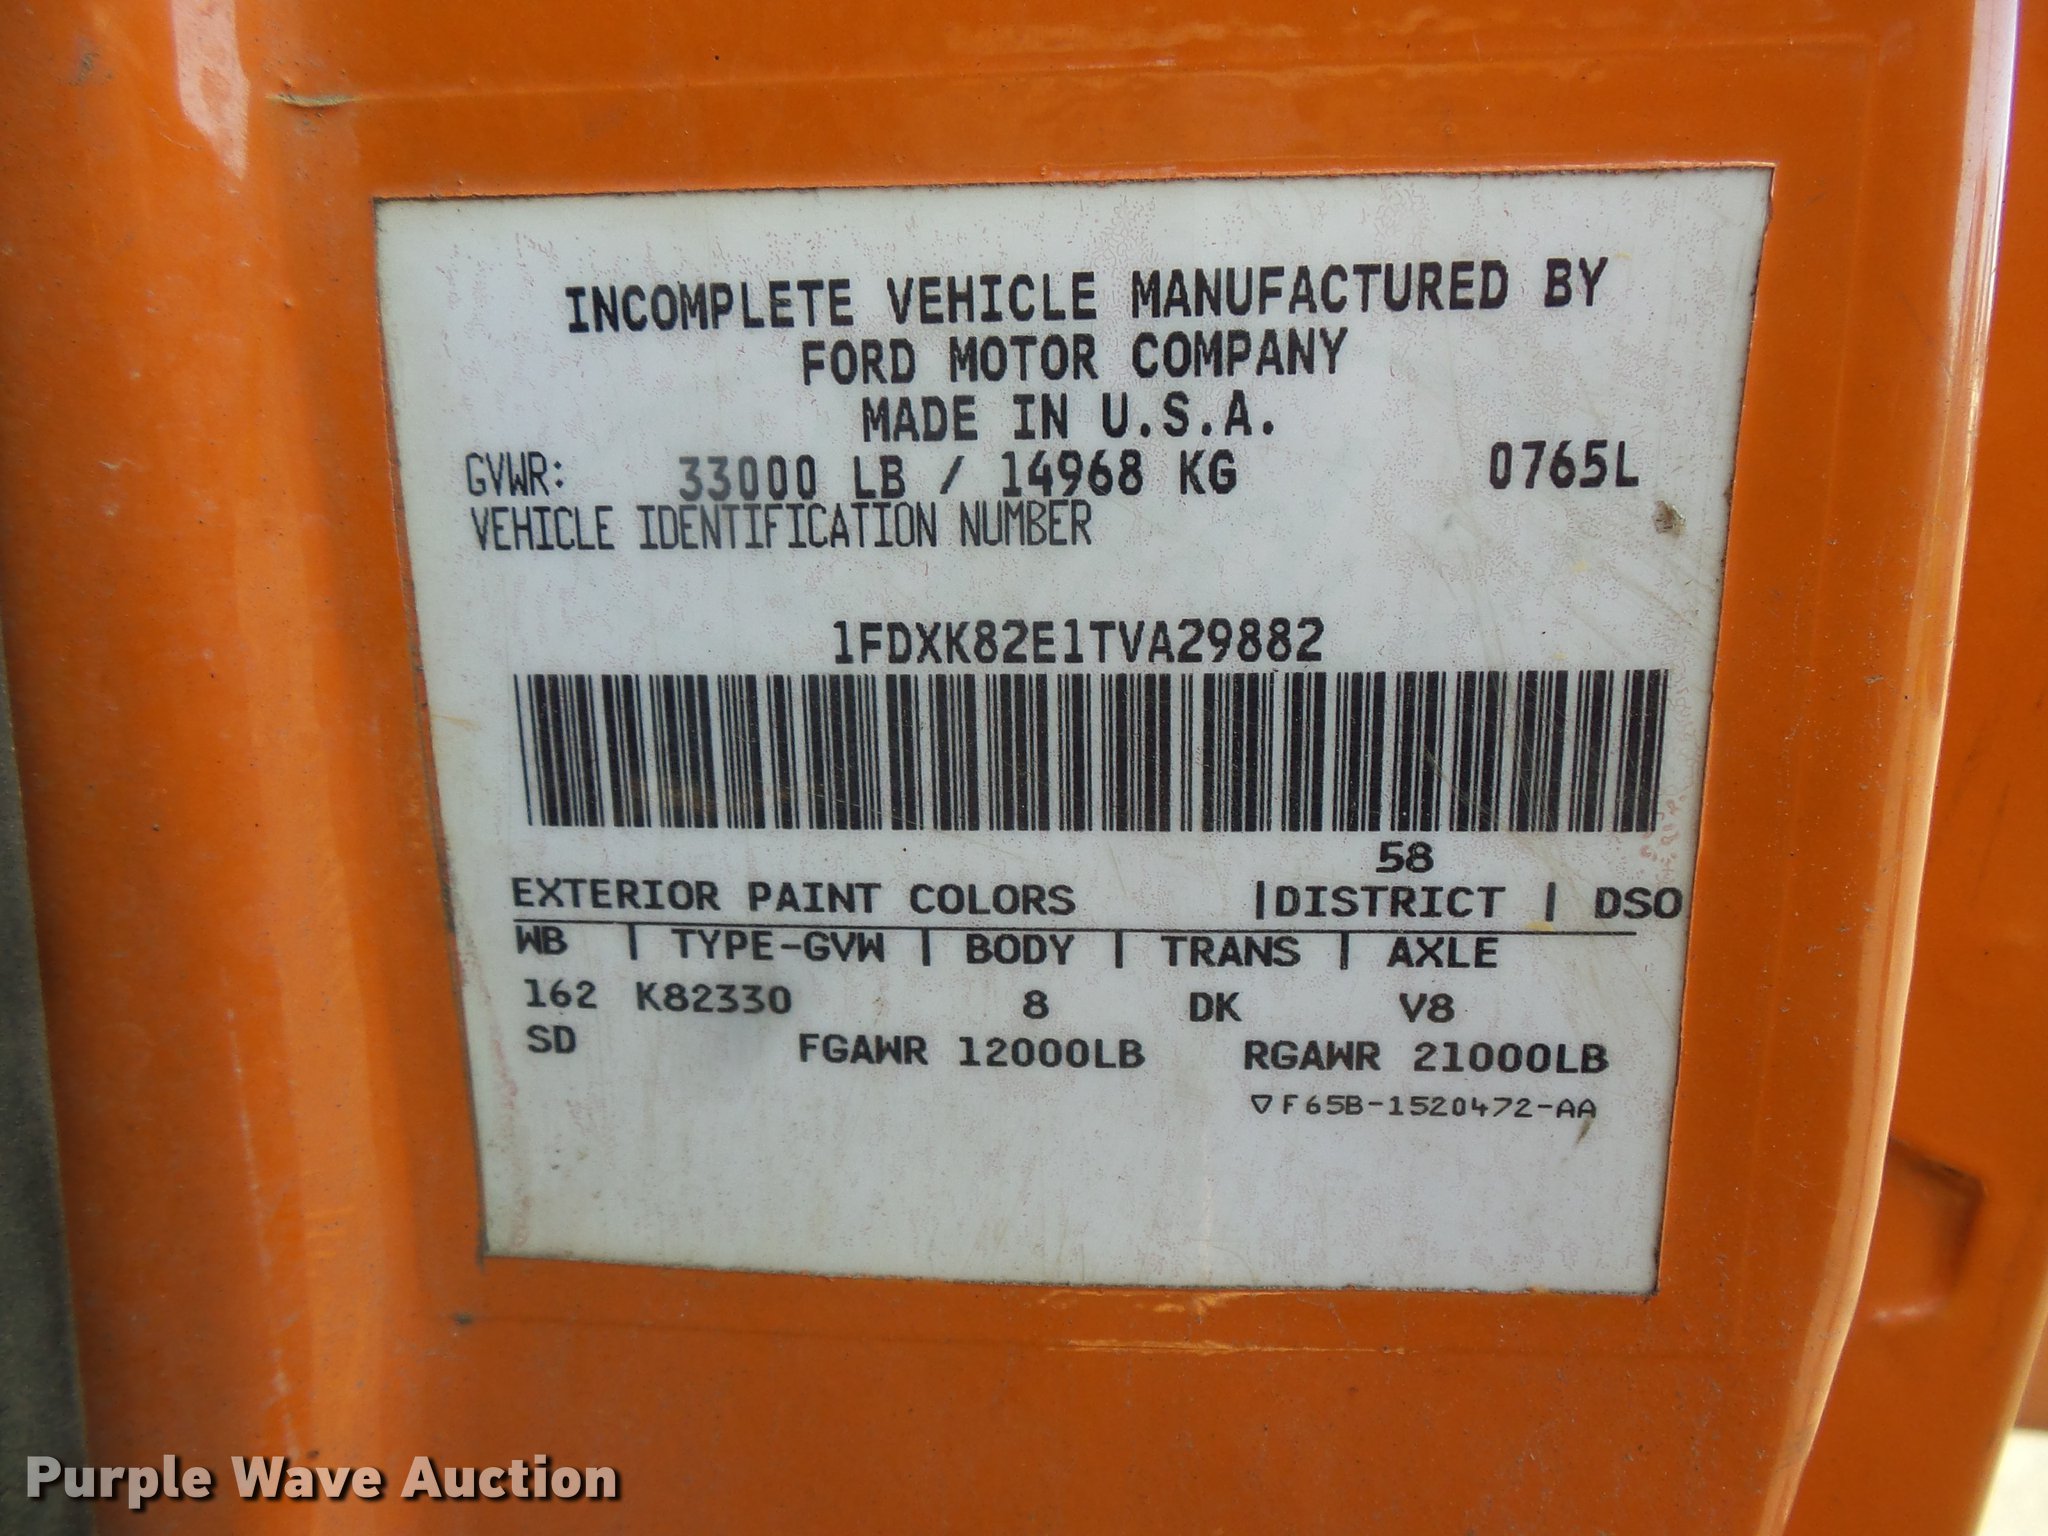 INCOMPLETE VEHICLE MANUFACTURED BY
FORD MOTOR COMPANY
MADE IN U.S.A.
GVWR: 33000 LB / 14968 KG 0765L
VEHICLE IDENTIFICATION NUMBER
1FDXK82E1TVA29882
58
EXTERIOR PAINT COLORS |DISTRICT | DSO
WB | TYPE-GVW | BODY | TRANS | AXLE
162 K82330 8 DK V8
SD FGAWR 12000LB RGAWR 21000LB
▽F65B-1520472-AA
Purple Wave Auction